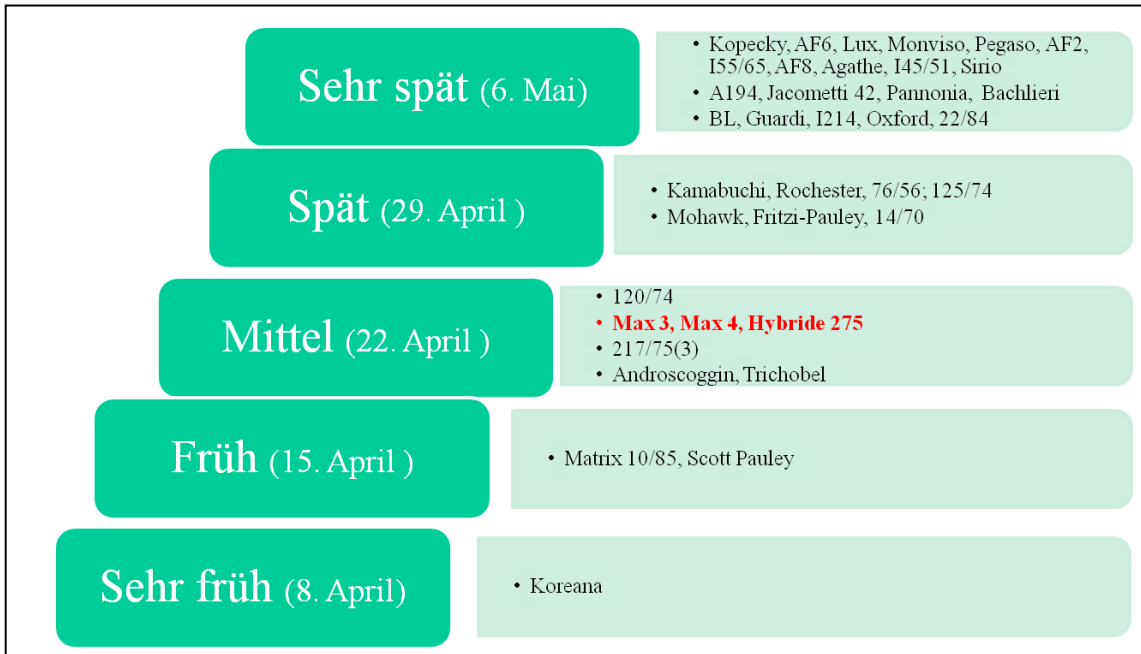 Sehr spät (6. Mai)
• Kopecky, AF6, Lux, Monviso, Pegaso, AF2,
I55/65, AF8, Agathe, I45/51, Sirio
• A194, Jacometti 42, Pannonia, Bachlieri
• BL, Guardi, I214, Oxford, 22/84
Spät (29. April )
• Kamabuchi, Rochester, 76/56; 125/74
• Mohawk, Fritzi-Pauley, 14/70
Mittel (22. April )
• 120/74
• Max 3, Max 4, Hybride 275
• 217/75(3)
• Androscoggin, Trichobel
Früh (15. April )
• Matrix 10/85, Scott Pauley
Sehr früh (8. April)
• Koreana